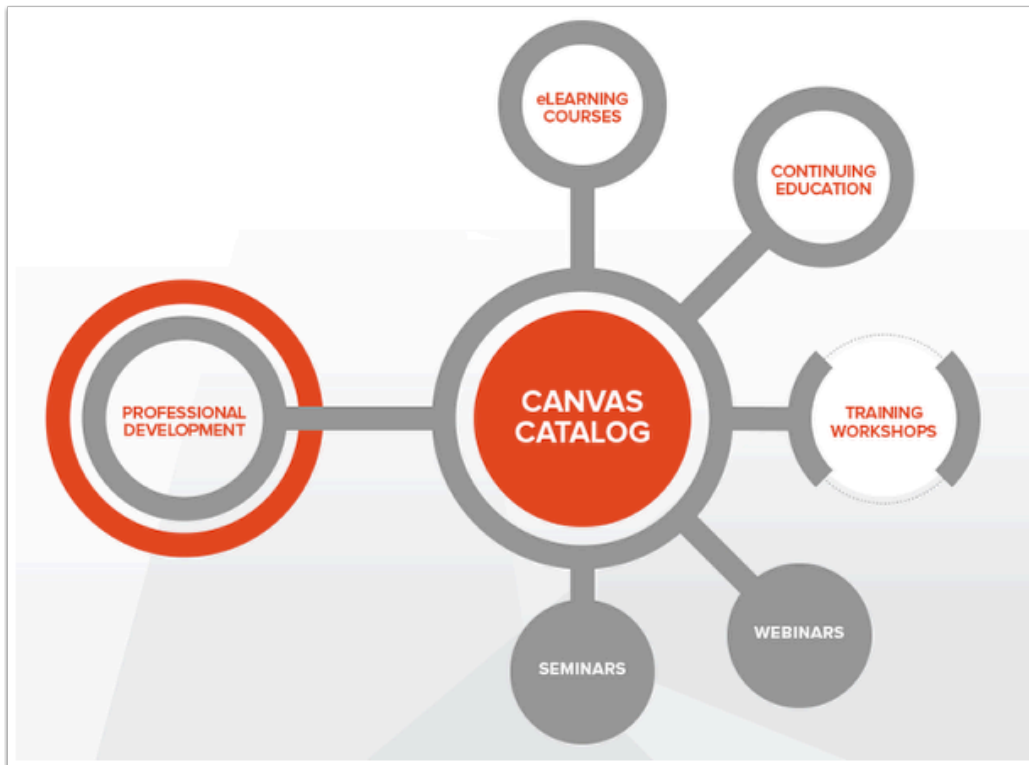 eLEARNING
COURSES
CONTINUING
EDUCATION
PROFESSIONAL
DEVELOPMENT
CANVAS
CATALOG
TRAINING
WORKSHOPS
WEBINARS
SEMINARS